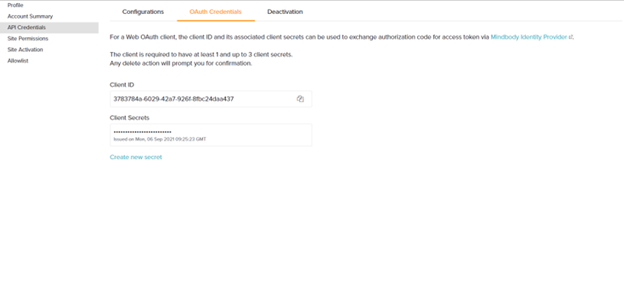 Profile
Account Summary
API Credentials
Site Permissions
Site Activation
Allowlist
Configurations
OAuth Credentials
Deactivation
For a Web OAuth client, the client ID and its associated client secrets can be used to exchange authorization code for access token via Mindbody Identity Provider.
The client is required to have at least 1 and up to 3 client secrets.
Any delete action will prompt you for confirmation.
Client ID
3783784a-6029-42a7-926f-8fbc24daa437
Client Secrets
••••••••••••••••••••••••
Issued on Mon, 06 Sep 2021 09:25:23 GMT
Create new secret